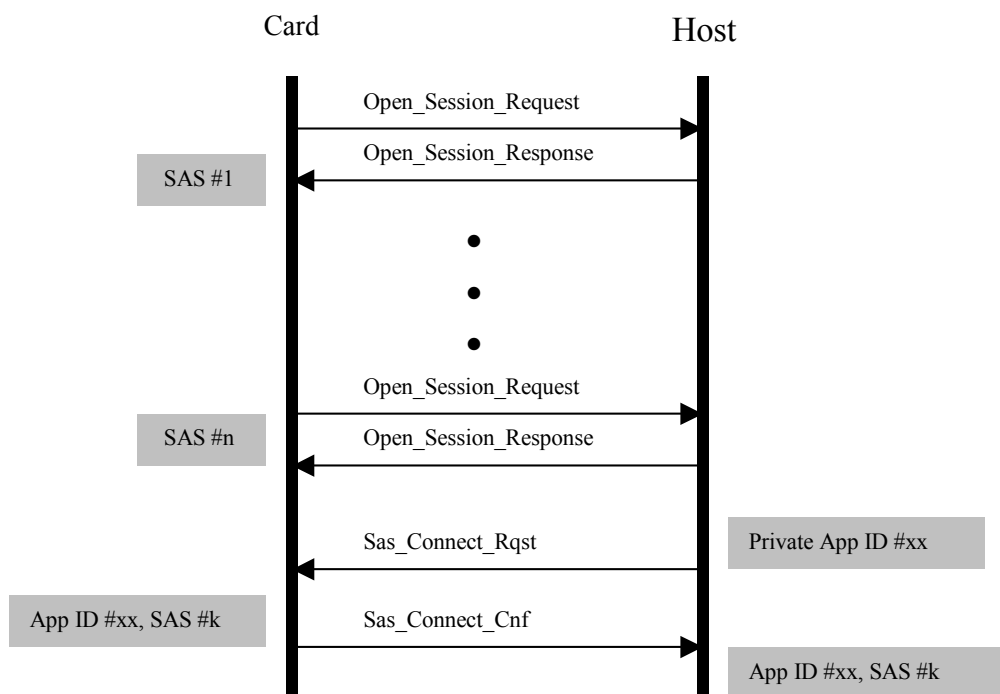 Card
Host
Open_Session_Request
Open_Session_Response
SAS #1
Open_Session_Request
SAS #n
Open_Session_Response
Sas_Connect_Rqst
Private App ID #xx
App ID #xx, SAS #k
Sas_Connect_Cnf
App ID #xx, SAS #k